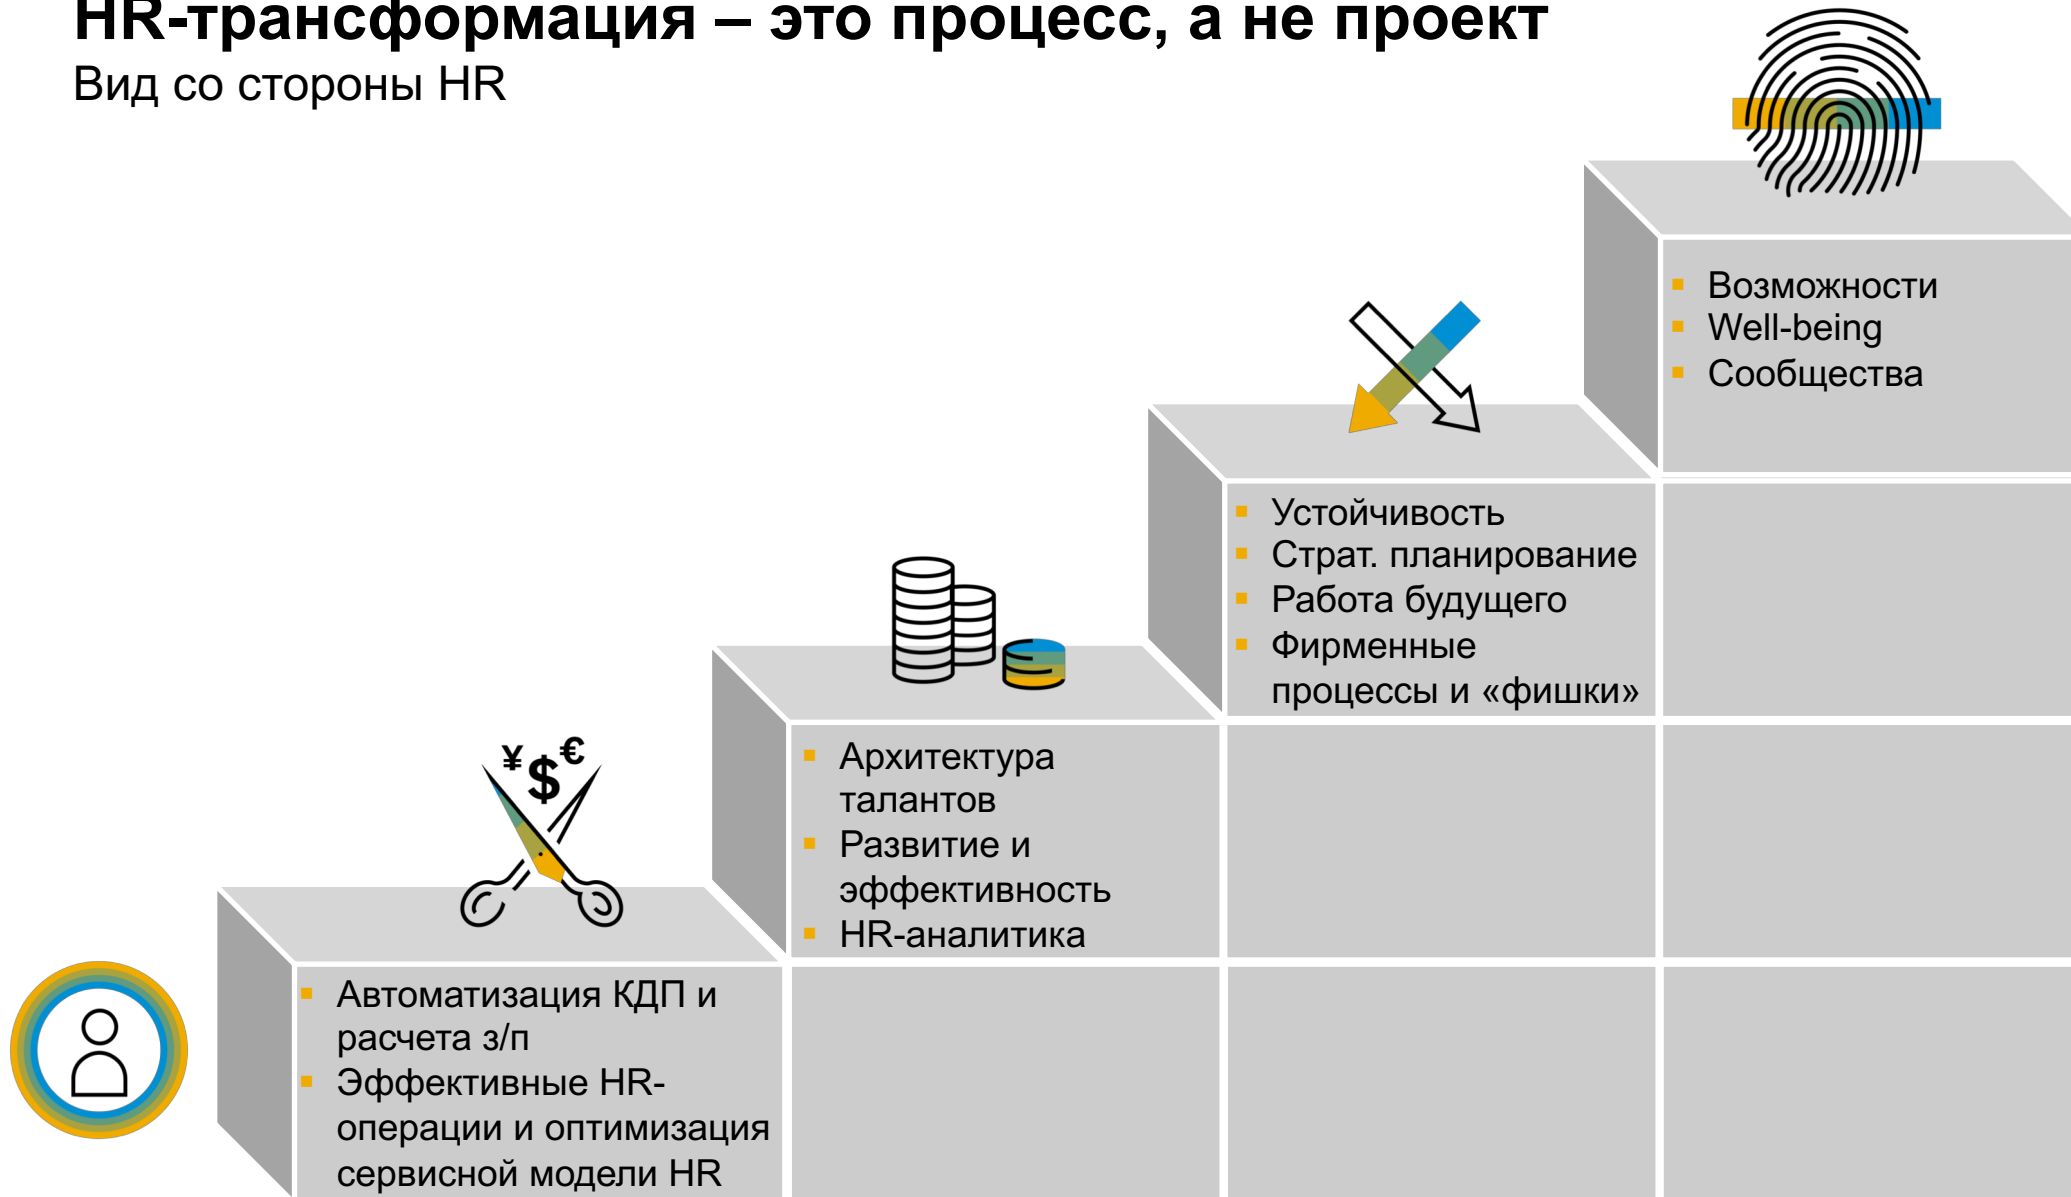 HR-трансформация – это процесс, а не проект
Вид со стороны HR
Возможности
Well-being
Сообщества
Устойчивость
Страт. планирование
Работа будущего
Фирменные
процессы и «фишки»
Архитектура
талантов
Развитие и
эффективность
HR-аналитика
¥ $ €
Автоматизация КДП и
расчета з/п
Эффективные HR-
операции и оптимизация
сервисной модели HR